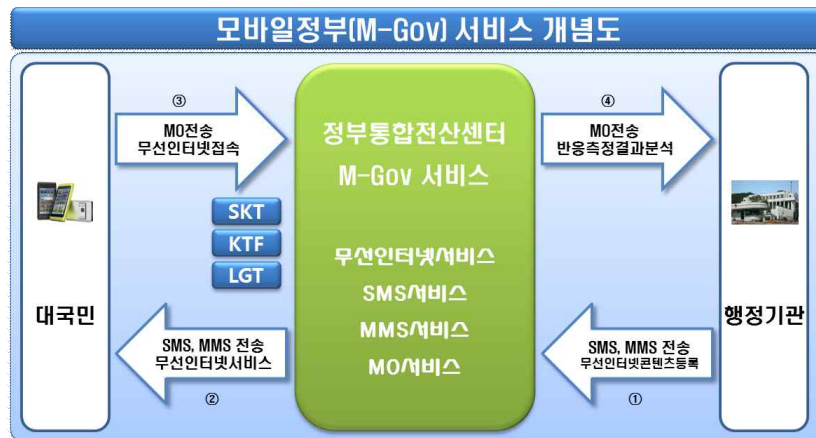 모바일정부(M-Gov) 서비스 개념도
③
MO전송
무선인터넷접속
④
MO전송
반응측정결과분석
정부통합전산센터
M-Gov 서비스
SKT
KTF
LGT
무선인터넷서비스
SMS서비스
MMS서비스
MO서비스
대국민
행정기관
SMS, MMS 전송
무선인터넷서비스
②
SMS, MMS 전송
무선인터넷콘텐츠등록
①